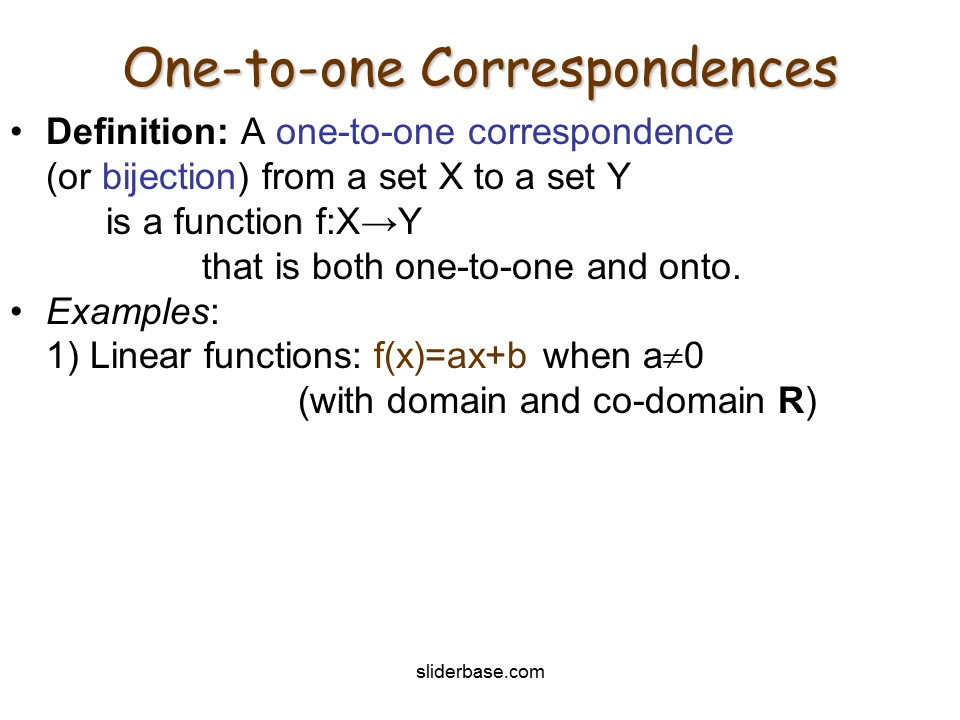 One-to-one Correspondences
• Definition: A one-to-one correspondence
(or bijection) from a set X to a set Y
is a function f:X→Y
that is both one-to-one and onto.
• Examples:
1) Linear functions: f(x)=ax+b when a≠0
(with domain and co-domain R)
sliderbase.com